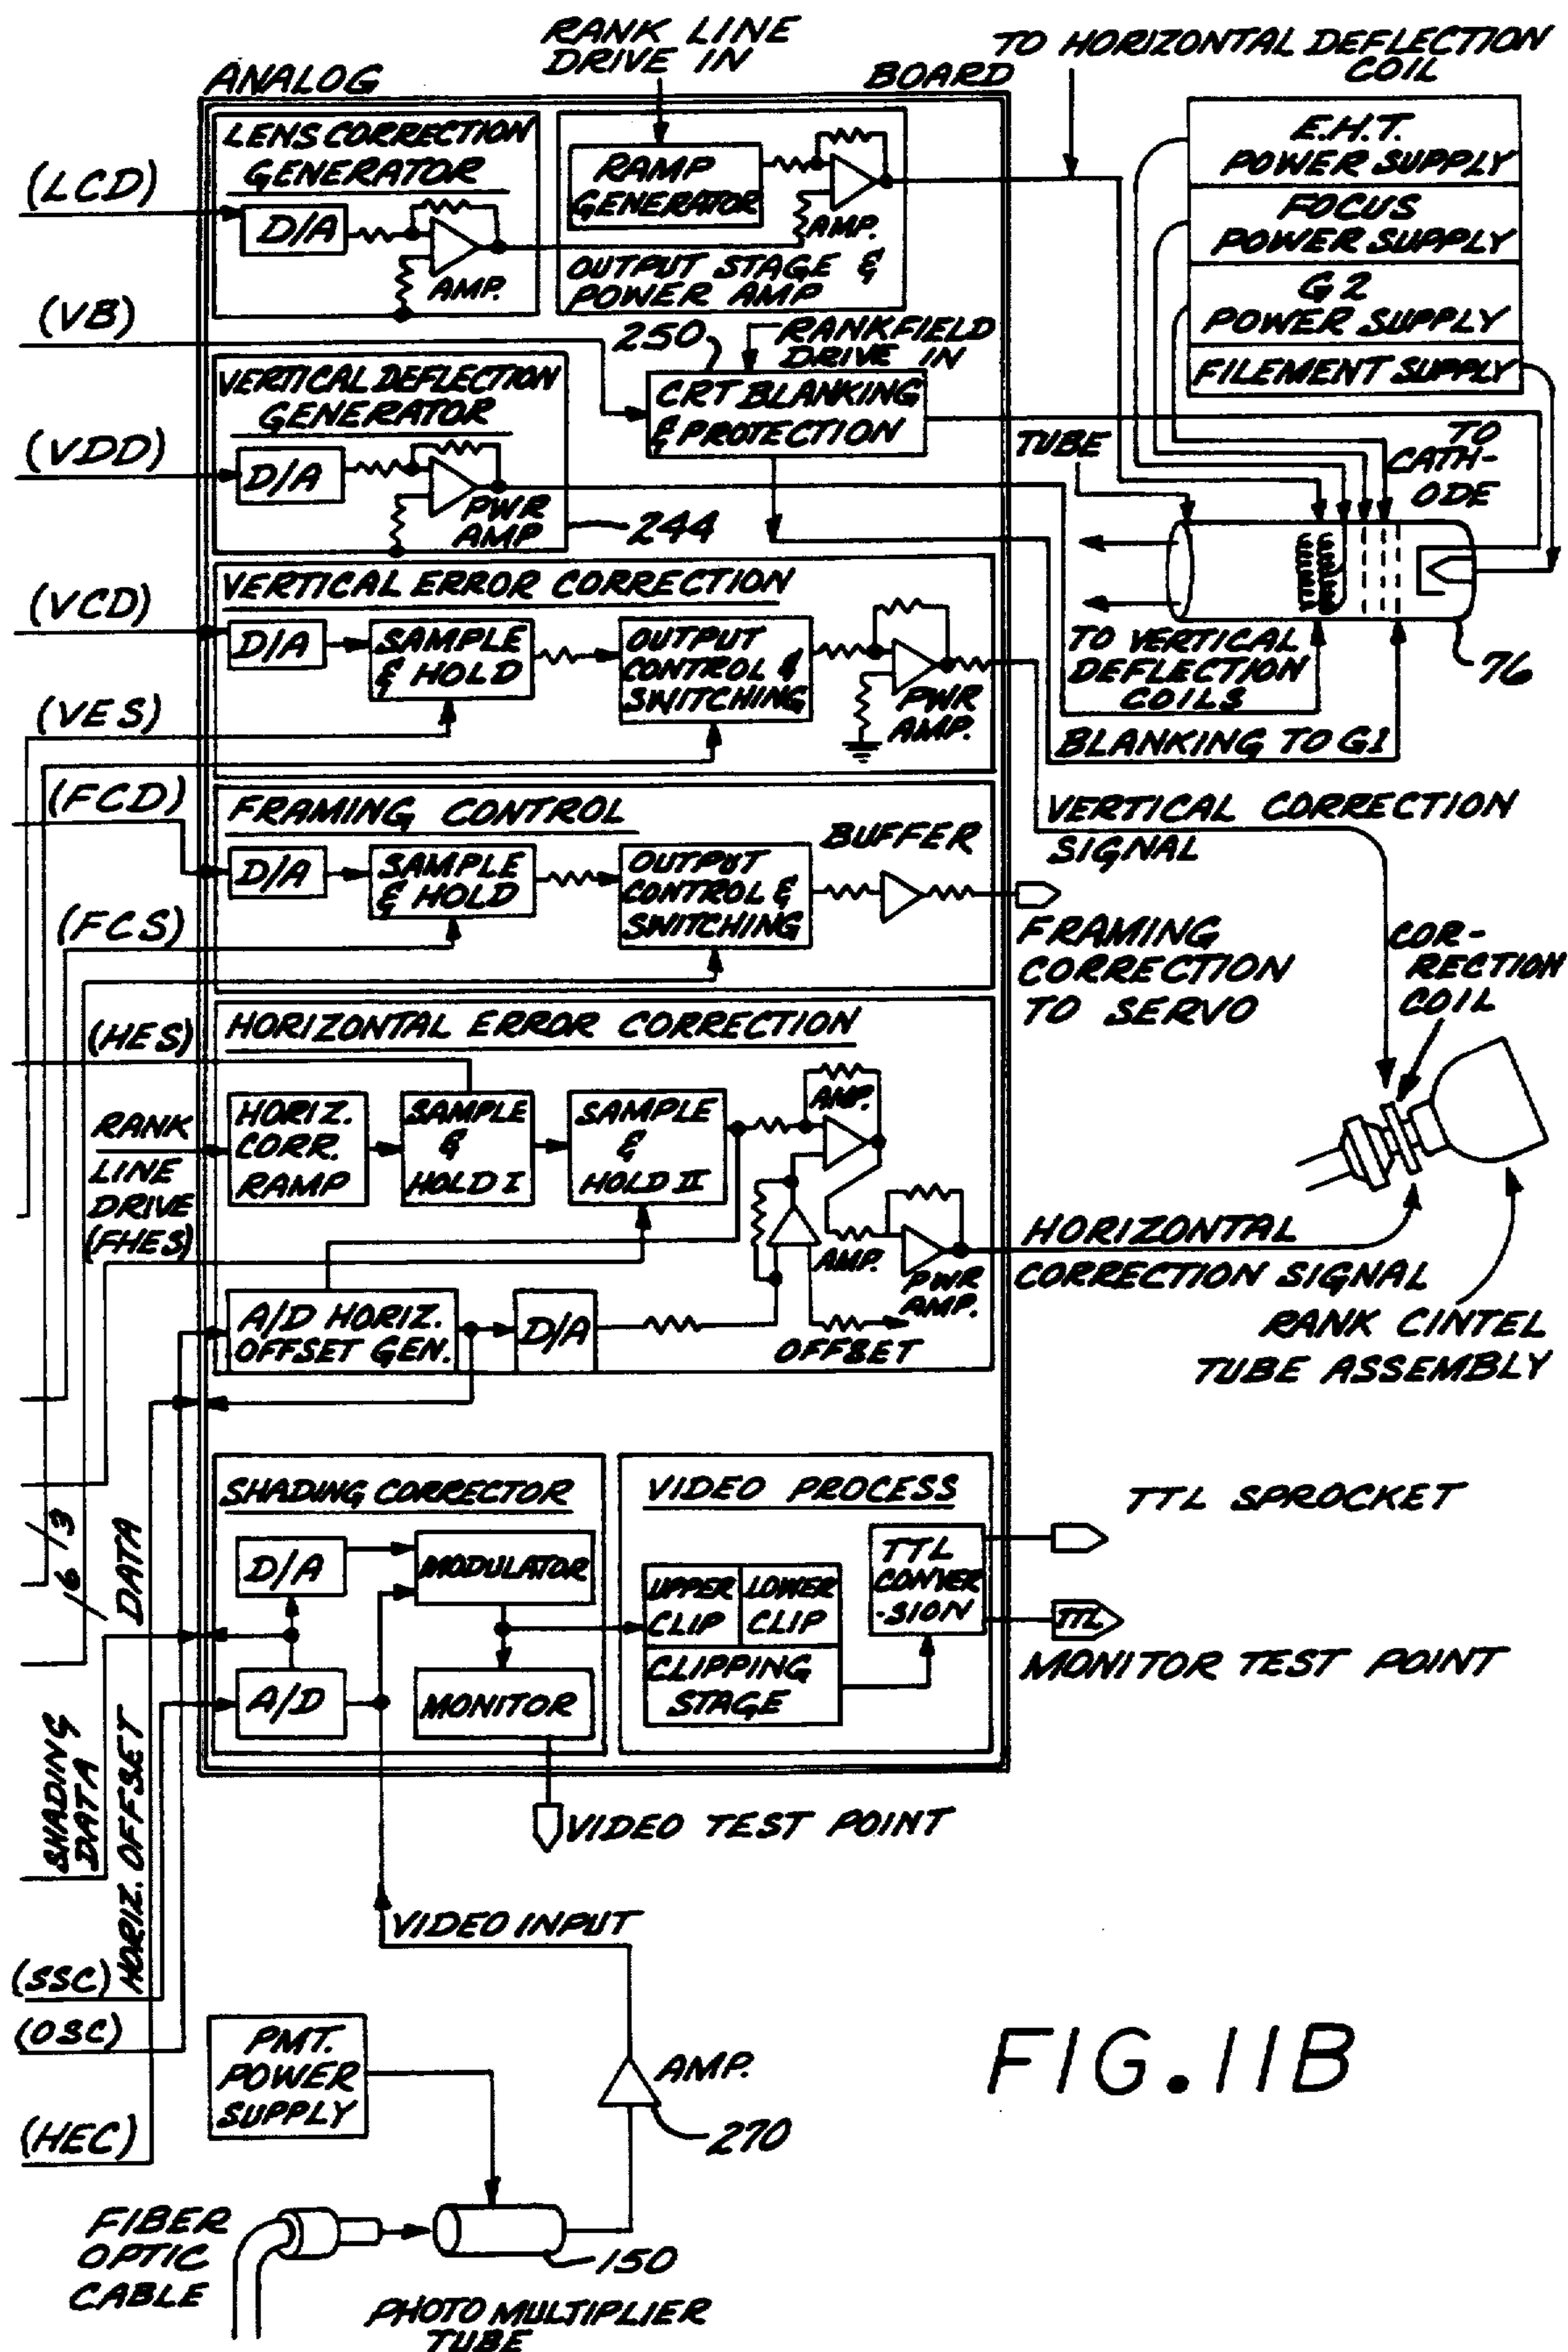 RANK LINE
DRIVE IN
TO HORIZONTAL DEFLECTION
COIL
ANALOG
BOARD
LENS CORRECTION
GENERATOR
(LCD)
D/A
AMP.
RAMP
GENERATOR
AMP.
OUTPUT STAGE &
POWER AMP
E.H.T.
POWER SUPPLY
FOCUS
POWER SUPPLY
G2
POWER SUPPLY
FILEMENT SUPPLY
(VB)
250
RANKFIELD
DRIVE IN
CRT BLANKING
& PROTECTION
VERTICAL DEFLECTION
GENERATOR
(VDD)
D/A
PWR
AMP
244
TUBE
TO
CATH-
ODE
76
TO VERTICAL
DEFLECTION
COILS
BLANKING TO G1
VERTICAL ERROR CORRECTION
(VCD)
D/A
SAMPLE
& HOLD
OUTPUT
CONTROL &
SWITCHING
PWR
AMP.
(VES)
(FCD)
FRAMING CONTROL
BUFFER
D/A
SAMPLE
& HOLD
OUTPUT
CONTROL &
SWITCHING
(FCS)
VERTICAL CORRECTION
SIGNAL
FRAMING
CORRECTION
TO SERVO
COR-
RECTION
COIL
(HES)
HORIZONTAL ERROR CORRECTION
RANK
LINE
DRIVE
(FHES)
HORIZ.
CORR.
RAMP
SAMPLE
&
HOLD I
SAMPLE
&
HOLD II
AMP.
AMP.
PWR
AMP.
A/D HORIZ.
OFFSET GEN.
D/A
OFFSET
HORIZONTAL
CORRECTION SIGNAL
RANK CINTEL
TUBE ASSEMBLY
SHADING CORRECTOR
D/A
MODULATOR
A/D
MONITOR
VIDEO PROCESS
UPPER
CLIP
LOWER
CLIP
CLIPPING
STAGE
TTL
CONVER
-SION
TTL SPROCKET
TTL
MONITOR TEST POINT
16 / 3
/
DATA
SHADING
DATA
HORIZ. OFFSET
VIDEO TEST POINT
VIDEO INPUT
(SSC)
(OSC)
(HEC)
PMT.
POWER
SUPPLY
AMP.
270
FIG. 11B
FIBER
OPTIC
CABLE
150
PHOTO MULTIPLIER
TUBE